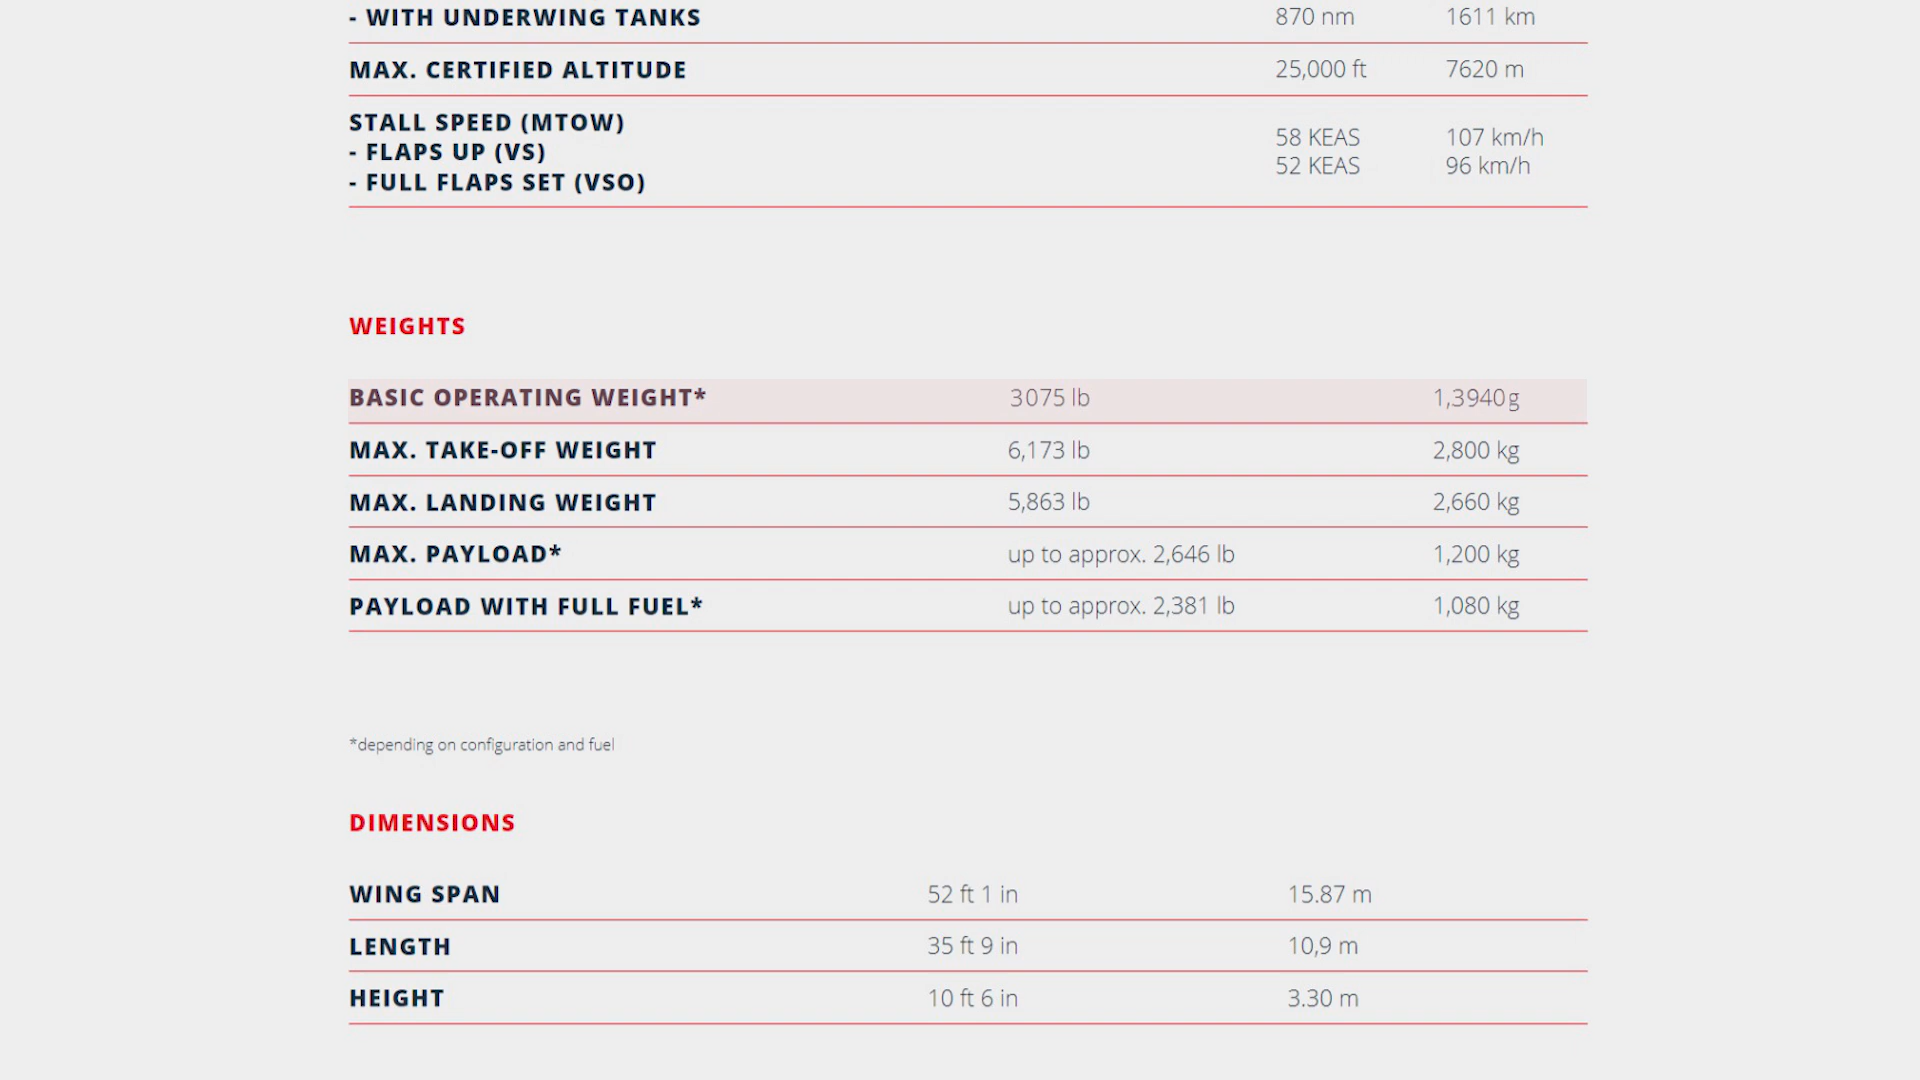 - WITH UNDERWING TANKS 870 nm 1611 km
MAX. CERTIFIED ALTITUDE 25,000 ft 7620 m
STALL SPEED (MTOW)
- FLAPS UP (VS) 58 KEAS 107 km/h
- FULL FLAPS SET (VSO) 52 KEAS 96 km/h
WEIGHTS
BASIC OPERATING WEIGHT* 3075 lb 1,3940g
MAX. TAKE-OFF WEIGHT 6,173 lb 2,800 kg
MAX. LANDING WEIGHT 5,863 lb 2,660 kg
MAX. PAYLOAD* up to approx. 2,646 lb 1,200 kg
PAYLOAD WITH FULL FUEL* up to approx. 2,381 lb 1,080 kg
*depending on configuration and fuel
DIMENSIONS
WING SPAN 52 ft 1 in 15.87 m
LENGTH 35 ft 9 in 10,9 m
HEIGHT 10 ft 6 in 3.30 m